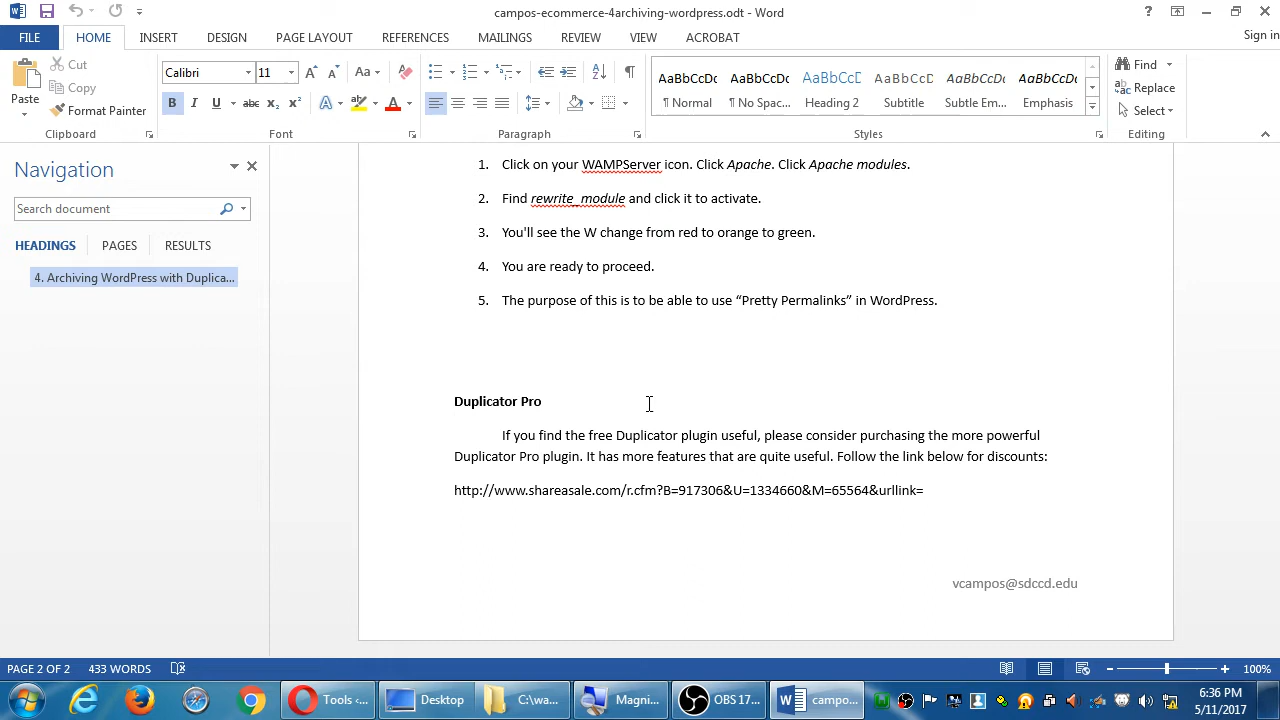 campos-ecommerce-4archiving-wordpress.odt - Word
FILE HOME INSERT DESIGN PAGE LAYOUT REFERENCES MAILINGS REVIEW VIEW ACROBAT Sign in
Paste
Cut
Copy
Format Painter
Clipboard
Calibri 11
Font
Paragraph
AaBbCcDc AaBbCcDc AaBbCcD AaBbCcDc AaBbCcDc AaBbCcDc
¶ Normal ¶ No Spac... Heading 2 Subtitle Subtle Em... Emphasis
Styles
Find
Replace
Select
Editing
Navigation
Search document
HEADINGS PAGES RESULTS
4. Archiving WordPress with Duplica...
1. Click on your WAMPServer icon. Click Apache. Click Apache modules.
2. Find rewrite_module and click it to activate.
3. You'll see the W change from red to orange to green.
4. You are ready to proceed.
5. The purpose of this is to be able to use “Pretty Permalinks” in WordPress.
Duplicator Pro
If you find the free Duplicator plugin useful, please consider purchasing the more powerful
Duplicator Pro plugin. It has more features that are quite useful. Follow the link below for discounts:
http://www.shareasale.com/r.cfm?B=917306&U=1334660&M=65564&urllink=
vcampos@sdccd.edu
PAGE 2 OF 2 433 WORDS 100%
Tools ‹... Desktop C:\wa... Magni... OBS 17... campo...
6:36 PM
5/11/2017